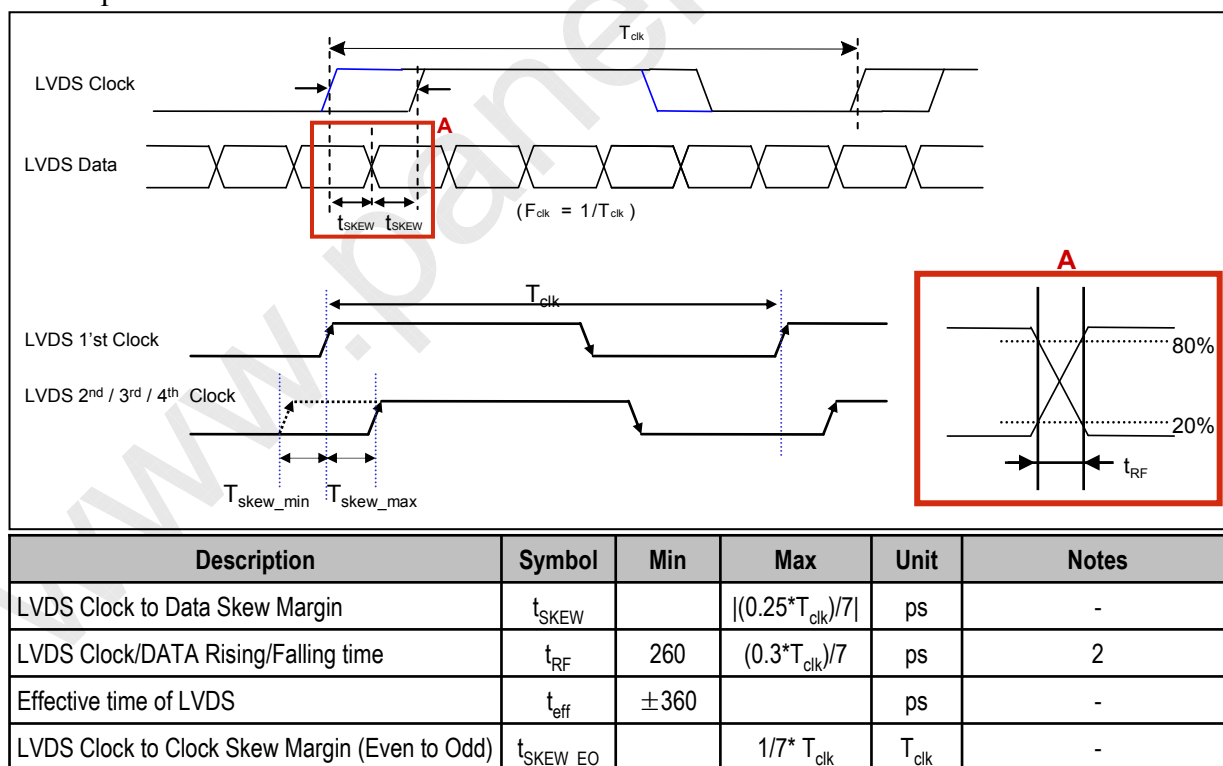 T_clk
LVDS Clock
A
LVDS Data
t_SKEW t_SKEW
( F_clk = 1/T_clk )
A
T_clk
LVDS 1'st Clock
80%
LVDS 2nd / 3rd / 4th Clock
20%
t_RF
T_skew_min T_skew_max
Description Symbol Min Max Unit Notes
LVDS Clock to Data Skew Margin t_SKEW |(0.25*T_clk)/7| ps -
LVDS Clock/DATA Rising/Falling time t_RF 260 (0.3*T_clk)/7 ps 2
Effective time of LVDS t_eff ±360 ps -
LVDS Clock to Clock Skew Margin (Even to Odd) t_SKEW_EO 1/7* T_clk T_clk -
www.pane